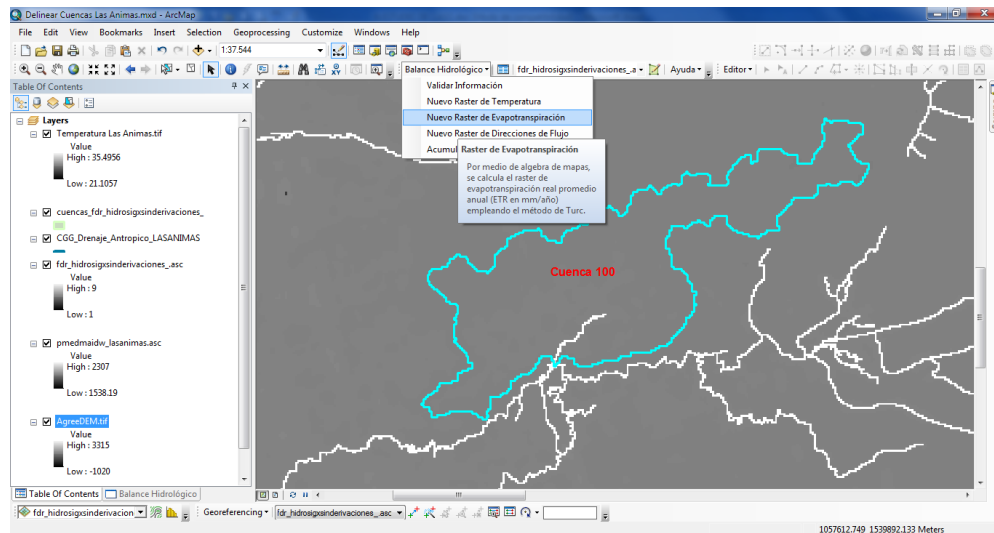 Delinear Cuencas Las Animas.mxd - ArcMap
File Edit View Bookmarks Insert Selection Geoprocessing Customize Windows Help
1:37.544
Balance Hidrológico fdr_hidrosigxsinderivaciones_.a Ayuda Editor
Table Of Contents
Validar Información
Nuevo Raster de Temperatura
Nuevo Raster de Evapotranspiración
Nuevo Raster de Direcciones de Flujo
Acumul
Raster de Evapotranspiración
Por medio de algebra de mapas,
se calcula el raster de
evapotranspiración real promedio
anual (ETR en mm/año)
empleando el método de Turc.
Layers
Temperatura Las Animas.tif
Value
High : 35.4956
Low : 21.1057
cuencas_fdr_hidrosigxsinderivaciones_
CGG_Drenaje_Antropico_LASANIMAS
fdr_hidrosigxsinderivaciones_.asc
Value
High : 9
Low : 1
pmedmaidw_lasanimas.asc
Value
High : 2307
Low : 1538.19
AgreeDEM.tif
Value
High : 3315
Low : -1020
Cuenca 100
Table Of Contents Balance Hidrológico
fdr_hidrosigxsinderivacion Georeferencing fdr_hidrosigxsinderivaciones_.asc
1057612.749 1539892.133 Meters